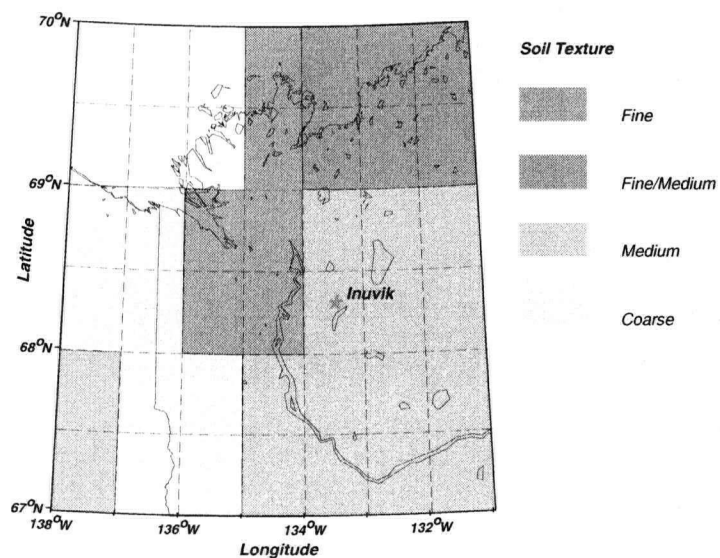 70°N
69°N
68°N
67°N
138°W
136°W
134°W
132°W
Latitude
Longitude
Inuvik
Soil Texture
Fine
Fine/Medium
Medium
Coarse